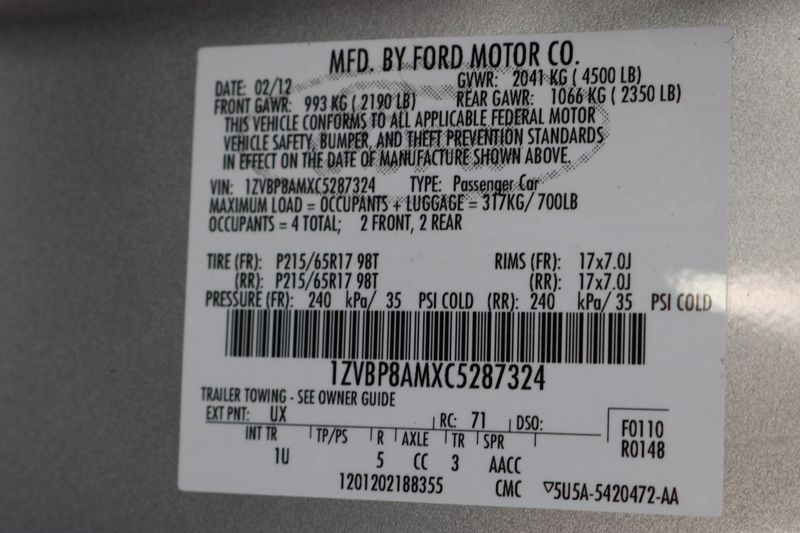 MFD. BY FORD MOTOR CO.
DATE: 02/12 GVWR: 2041 KG ( 4500 LB)
FRONT GAWR: 993 KG ( 2190 LB) REAR GAWR: 1066 KG ( 2350 LB)
THIS VEHICLE CONFORMS TO ALL APPLICABLE FEDERAL MOTOR
VEHICLE SAFETY, BUMPER, AND THEFT PREVENTION STANDARDS
IN EFFECT ON THE DATE OF MANUFACTURE SHOWN ABOVE.
VIN: 1ZVBP8AMXC5287324 TYPE: Passenger Car
MAXIMUM LOAD = OCCUPANTS + LUGGAGE = 317KG/ 700LB
OCCUPANTS = 4 TOTAL; 2 FRONT, 2 REAR
TIRE (FR): P215/65R17 98T RIMS (FR): 17x7.0J
(RR): P215/65R17 98T (RR): 17x7.0J
PRESSURE (FR): 240 kPa/ 35 PSI COLD (RR): 240 kPa/ 35 PSI COLD
1ZVBP8AMXC5287324
TRAILER TOWING - SEE OWNER GUIDE
EXT PNT: UX RC: 71 DSO: F0110
INT TR TP/PS R AXLE TR SPR R0148
1U 5 CC 3 AACC
1201202188355 CMC ▽5U5A-5420472-AA